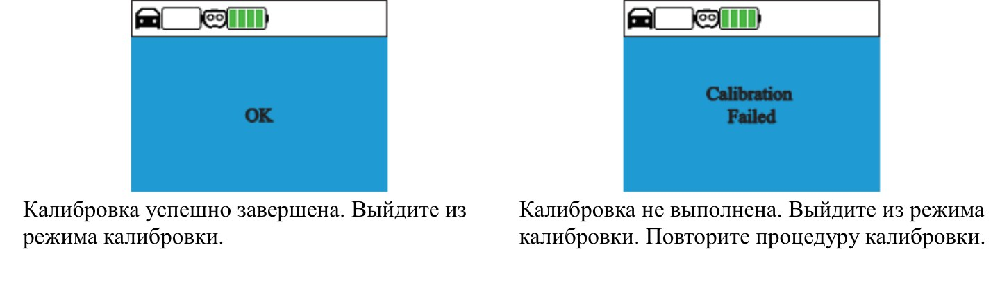 OK
Calibration
Failed
Калибровка успешно завершена. Выйдите из
режима калибровки.
Калибровка не выполнена. Выйдите из режима
калибровки. Повторите процедуру калибровки.